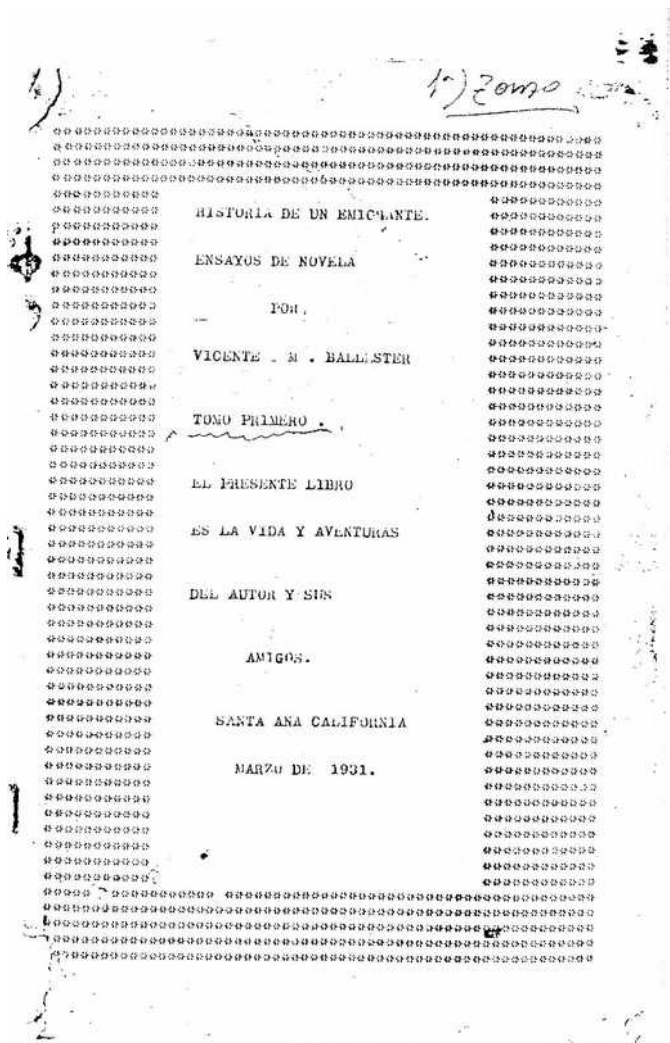 1)
1º) Tomo
HISTORIA DE UN EMIGRANTE.
ENSAYOS DE NOVELA
POR.
VICENTE . M . BALLESTER
TOMO PRIMERO .
EL PRESENTE LIBRO
ES LA VIDA Y AVENTURAS
DEL AUTOR Y SUS
AMIGOS.
SANTA ANA CALIFORNIA
MARZO DE 1931.